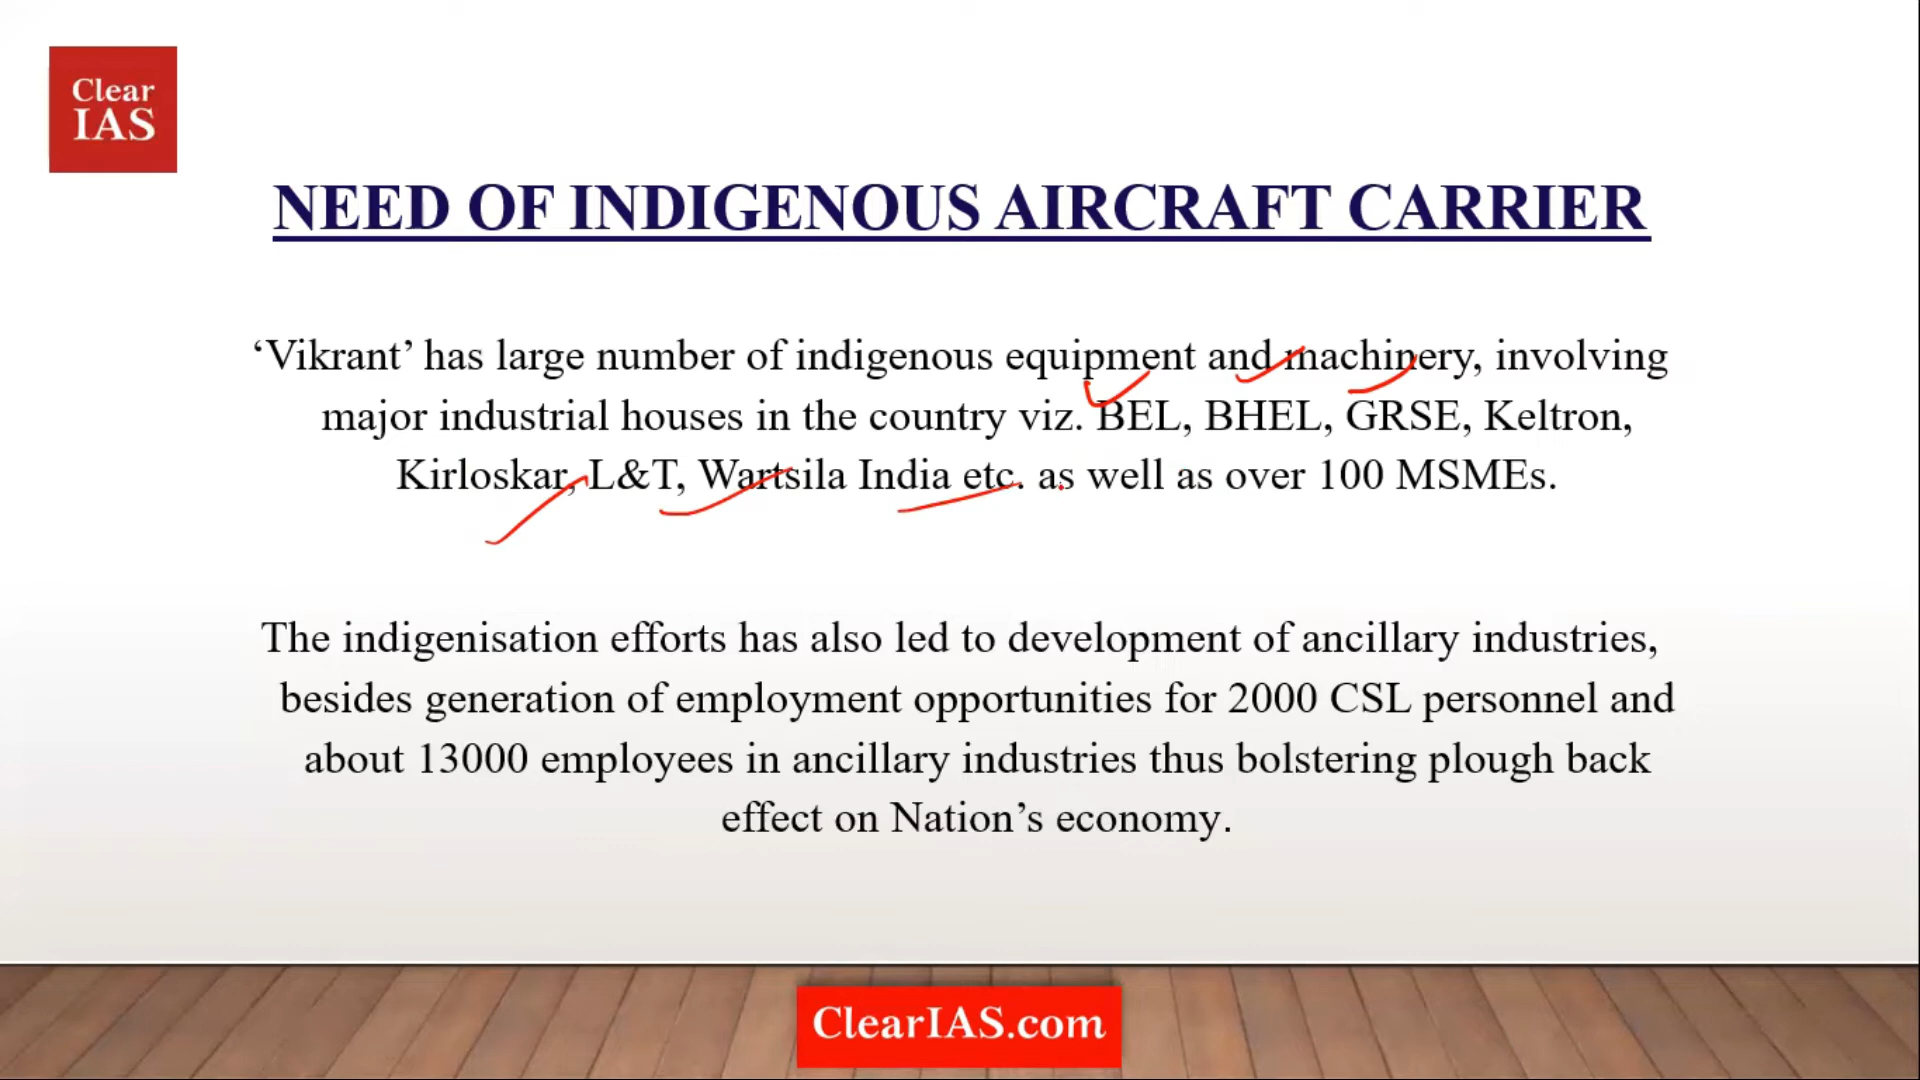 Clear
IAS
NEED OF INDIGENOUS AIRCRAFT CARRIER
‘Vikrant’ has large number of indigenous equipment and machinery, involving
major industrial houses in the country viz. BEL, BHEL, GRSE, Keltron,
Kirloskar, L&T, Wartsila India etc. as well as over 100 MSMEs.
The indigenisation efforts has also led to development of ancillary industries,
besides generation of employment opportunities for 2000 CSL personnel and
about 13000 employees in ancillary industries thus bolstering plough back
effect on Nation’s economy.
ClearIAS.com